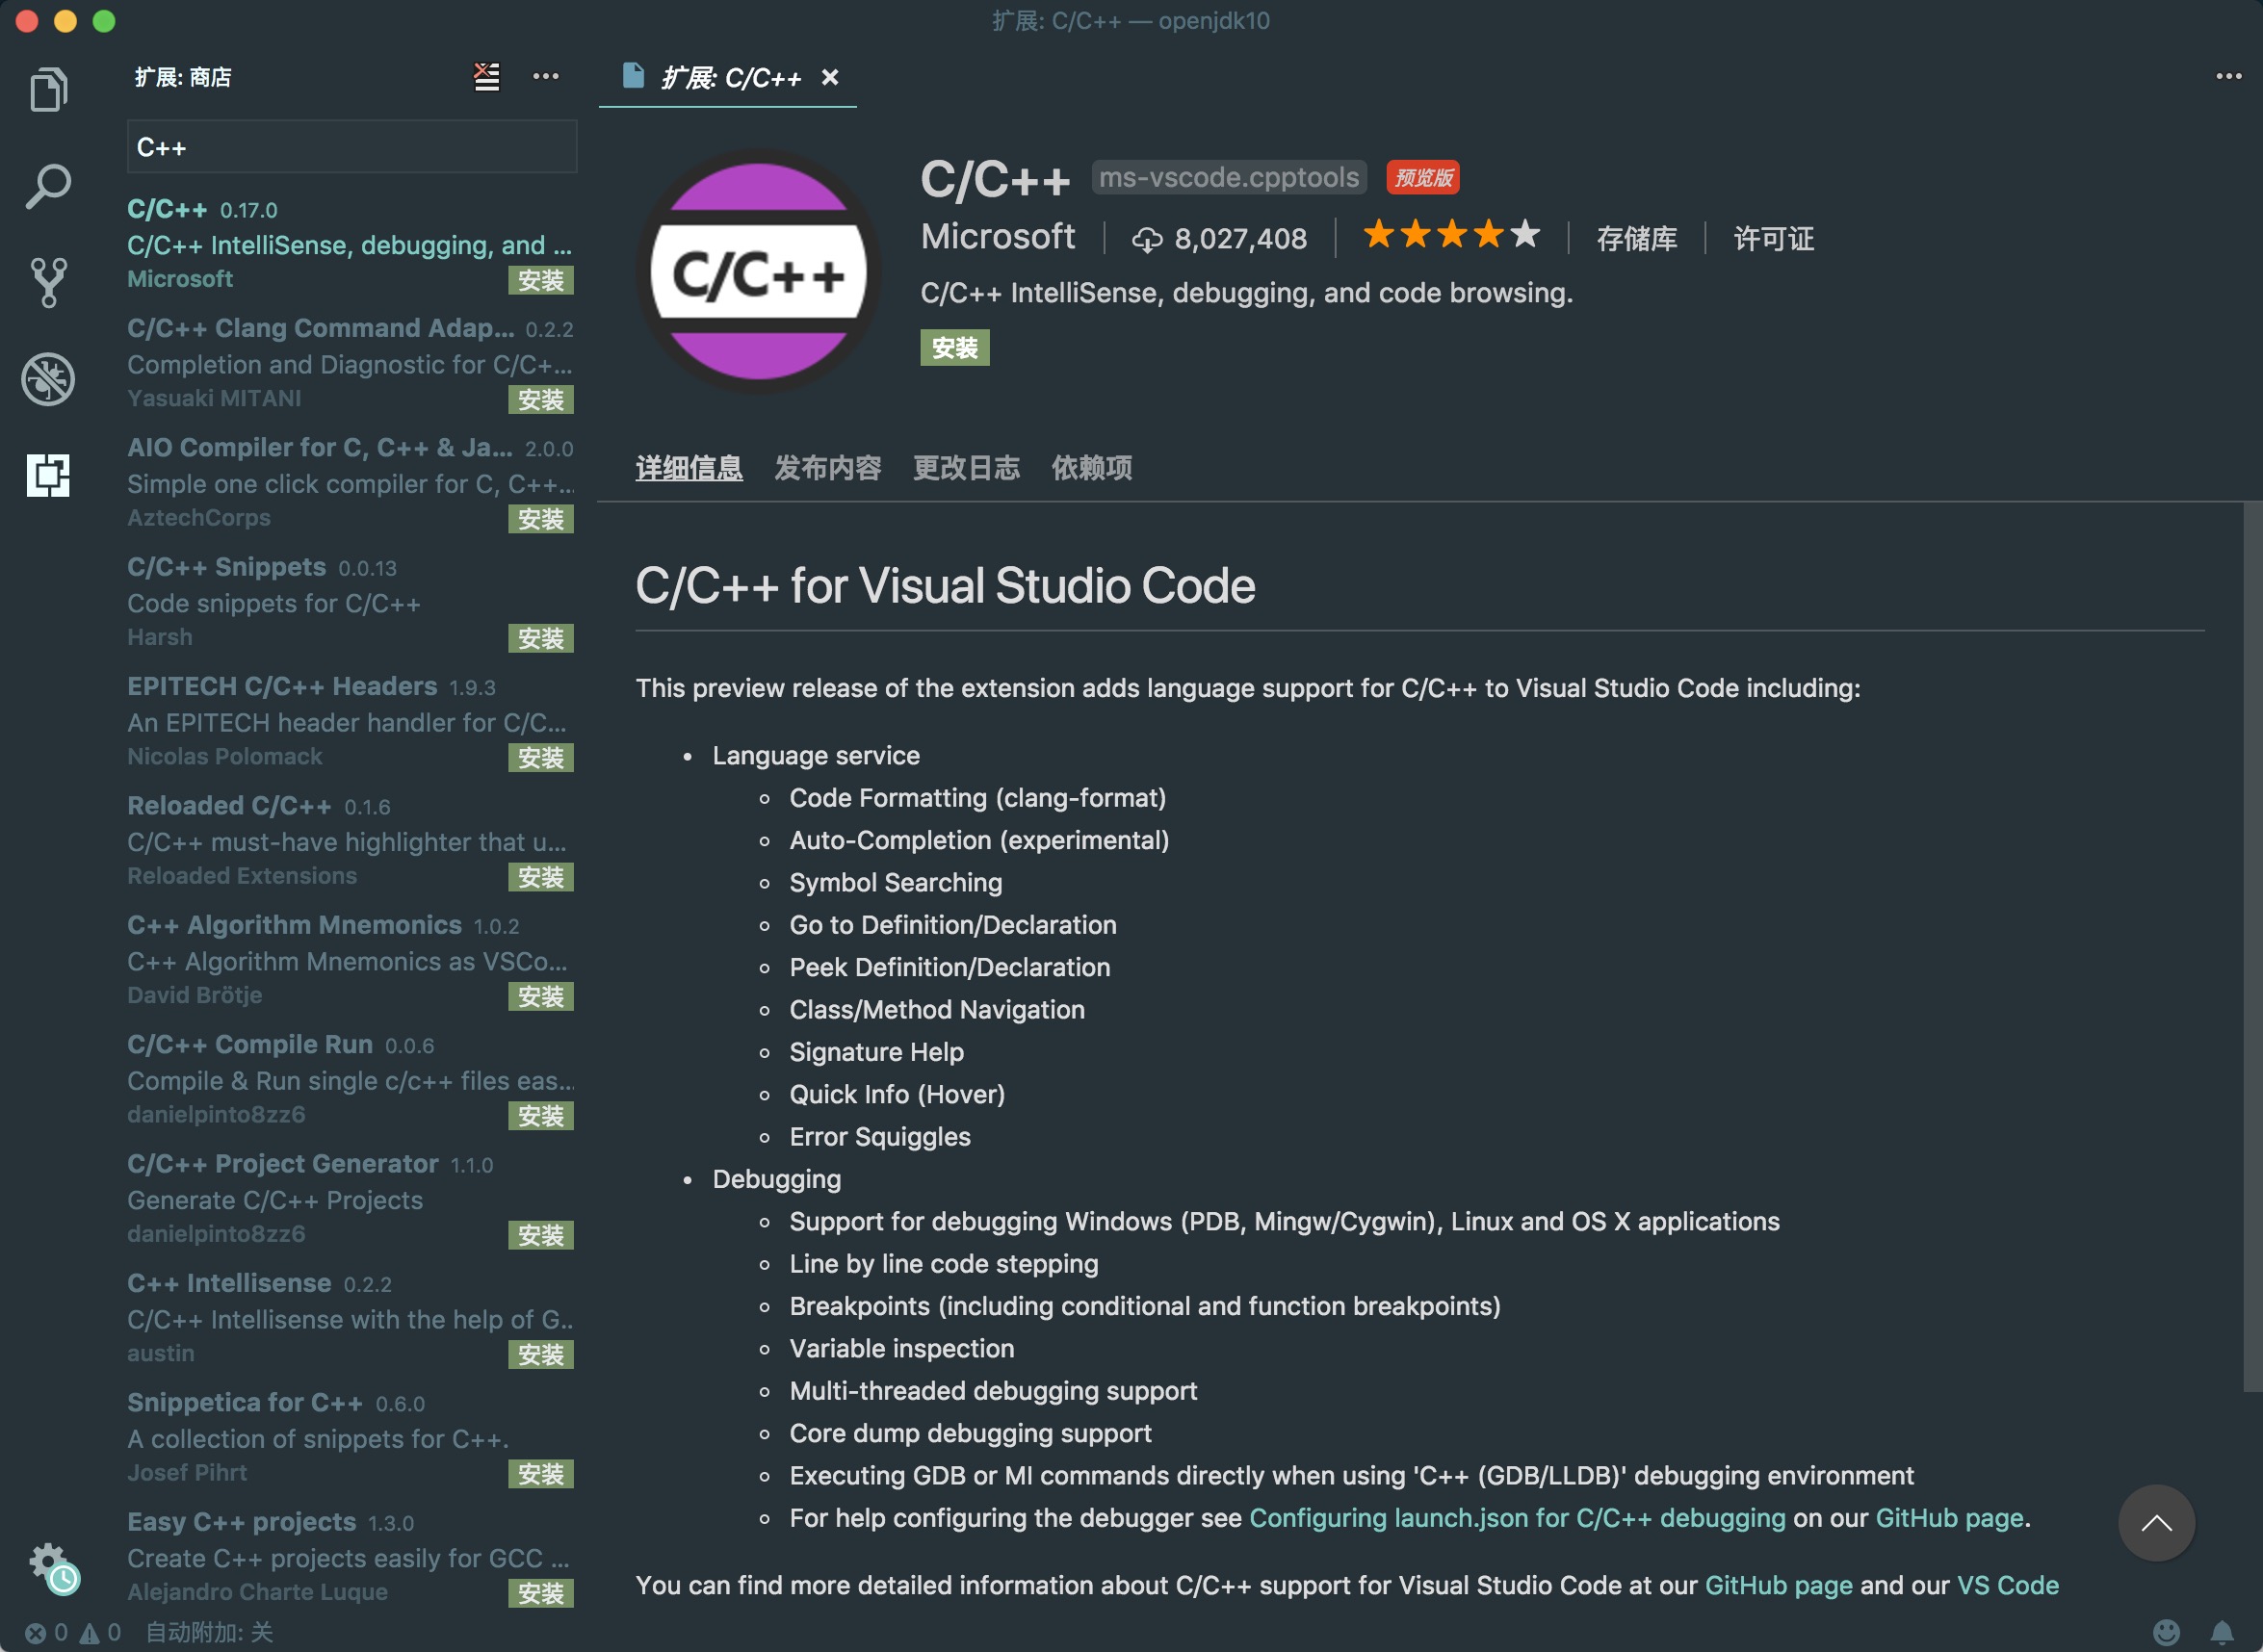 扩展: C/C++ — openjdk10
扩展: 商店
C++
C/C++ 0.17.0
C/C++ IntelliSense, debugging, and ...
Microsoft 安装
C/C++ Clang Command Adap... 0.2.2
Completion and Diagnostic for C/C+...
Yasuaki MITANI 安装
AIO Compiler for C, C++ & Ja... 2.0.0
Simple one click compiler for C, C++...
AztechCorps 安装
C/C++ Snippets 0.0.13
Code snippets for C/C++
Harsh 安装
EPITECH C/C++ Headers 1.9.3
An EPITECH header handler for C/C...
Nicolas Polomack 安装
Reloaded C/C++ 0.1.6
C/C++ must-have highlighter that u...
Reloaded Extensions 安装
C++ Algorithm Mnemonics 1.0.2
C++ Algorithm Mnemonics as VSCo...
David Brötje 安装
C/C++ Compile Run 0.0.6
Compile & Run single c/c++ files eas...
danielpinto8zz6 安装
C/C++ Project Generator 1.1.0
Generate C/C++ Projects
danielpinto8zz6 安装
C++ Intellisense 0.2.2
C/C++ Intellisense with the help of G...
austin 安装
Snippetica for C++ 0.6.0
A collection of snippets for C++.
Josef Pihrt 安装
Easy C++ projects 1.3.0
Create C++ projects easily for GCC ...
Alejandro Charte Luque 安装
扩展: C/C++
C/C++
C/C++ ms-vscode.cpptools 预览版
Microsoft 8,027,408 存储库 许可证
C/C++ IntelliSense, debugging, and code browsing.
安装
详细信息 发布内容 更改日志 依赖项
C/C++ for Visual Studio Code
This preview release of the extension adds language support for C/C++ to Visual Studio Code including:
Language service
Code Formatting (clang-format)
Auto-Completion (experimental)
Symbol Searching
Go to Definition/Declaration
Peek Definition/Declaration
Class/Method Navigation
Signature Help
Quick Info (Hover)
Error Squiggles
Debugging
Support for debugging Windows (PDB, Mingw/Cygwin), Linux and OS X applications
Line by line code stepping
Breakpoints (including conditional and function breakpoints)
Variable inspection
Multi-threaded debugging support
Core dump debugging support
Executing GDB or MI commands directly when using 'C++ (GDB/LLDB)' debugging environment
For help configuring the debugger see Configuring launch.json for C/C++ debugging on our GitHub page.
You can find more detailed information about C/C++ support for Visual Studio Code at our GitHub page and our VS Code
0 0 自动附加: 关